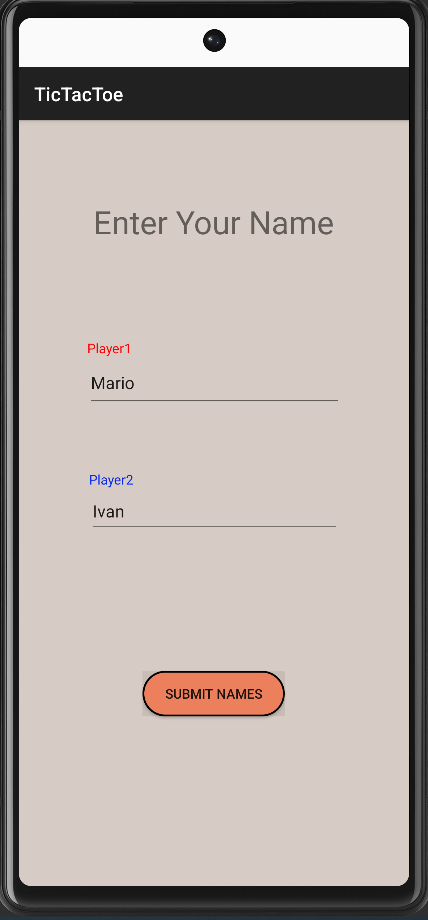 TicTacToe
Enter Your Name
Player1
Mario
Player2
Ivan
SUBMIT NAMES